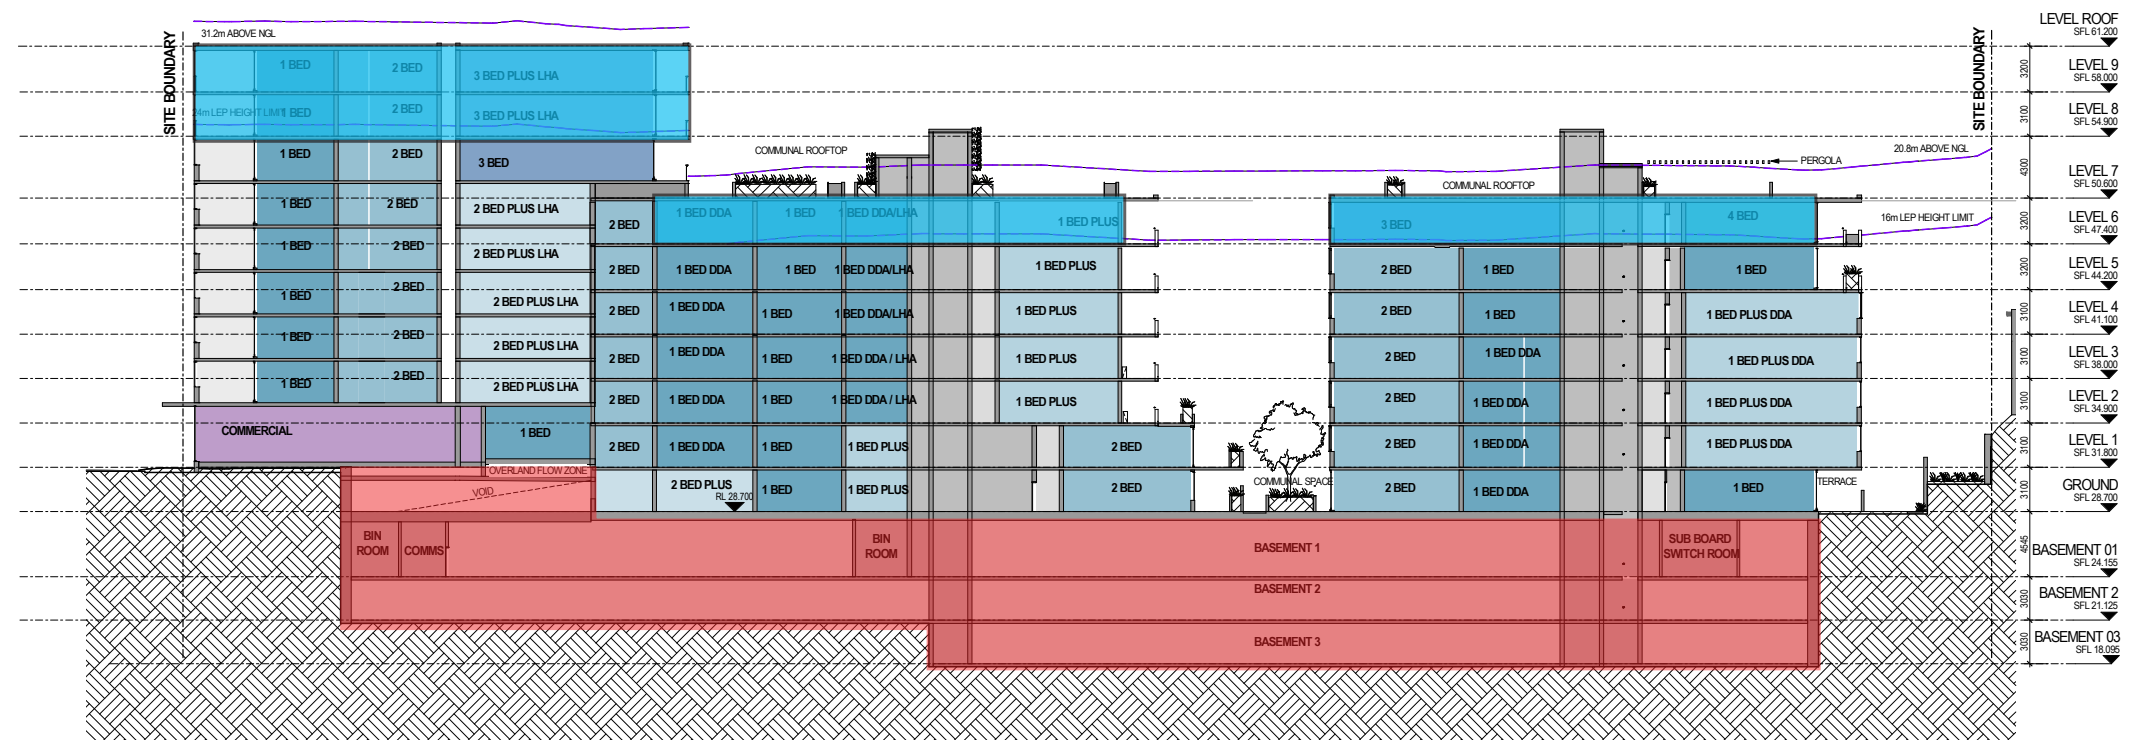 LEVEL ROOF
SFL 61.200
31.2m ABOVE NGL
SITE BOUNDARY
SITE BOUNDARY
1 BED
2 BED
3 BED PLUS LHA
3200
LEVEL 9
SFL 58.000
24m LEP HEIGHT LIMIT
1 BED
2 BED
3 BED PLUS LHA
3100
LEVEL 8
SFL 54.900
1 BED
2 BED
3 BED
COMMUNAL ROOFTOP
PERGOLA
20.8m ABOVE NGL
4300
LEVEL 7
SFL 50.600
COMMUNAL ROOFTOP
1 BED
2 BED
2 BED PLUS LHA
2 BED
1 BED DDA
1 BED
1 BED DDA/LHA
1 BED PLUS
3 BED
4 BED
16m LEP HEIGHT LIMIT
3200
LEVEL 6
SFL 47.400
1 BED
2 BED
2 BED PLUS LHA
2 BED
1 BED DDA
1 BED
1 BED DDA/LHA
1 BED PLUS
2 BED
1 BED
1 BED
3200
LEVEL 5
SFL 44.200
1 BED
2 BED
2 BED PLUS LHA
2 BED
1 BED DDA
1 BED
1 BED DDA/LHA
1 BED PLUS
2 BED
1 BED
1 BED PLUS DDA
3100
LEVEL 4
SFL 41.100
1 BED
2 BED
2 BED PLUS LHA
2 BED
1 BED DDA
1 BED
1 BED DDA / LHA
1 BED PLUS
2 BED
1 BED DDA
1 BED PLUS DDA
3100
LEVEL 3
SFL 38.000
1 BED
2 BED
2 BED PLUS LHA
2 BED
1 BED DDA
1 BED
1 BED DDA / LHA
1 BED PLUS
2 BED
1 BED DDA
1 BED PLUS DDA
3100
LEVEL 2
SFL 34.900
COMMERCIAL
1 BED
2 BED
1 BED DDA
1 BED
1 BED PLUS
2 BED
2 BED
1 BED DDA
1 BED PLUS DDA
3100
LEVEL 1
SFL 31.800
OVERLAND FLOW ZONE
VOID
2 BED PLUS
RL 28.700
1 BED
1 BED PLUS
2 BED
COMMUNAL SPACE
2 BED
1 BED DDA
1 BED
TERRACE
3100
GROUND
SFL 28.700
BIN
ROOM
COMMS
BIN
ROOM
BASEMENT 1
SUB BOARD
SWITCH ROOM
4545
BASEMENT 01
SFL 24.155
BASEMENT 2
3030
BASEMENT 2
SFL 21.125
BASEMENT 3
3030
BASEMENT 03
SFL 18.095